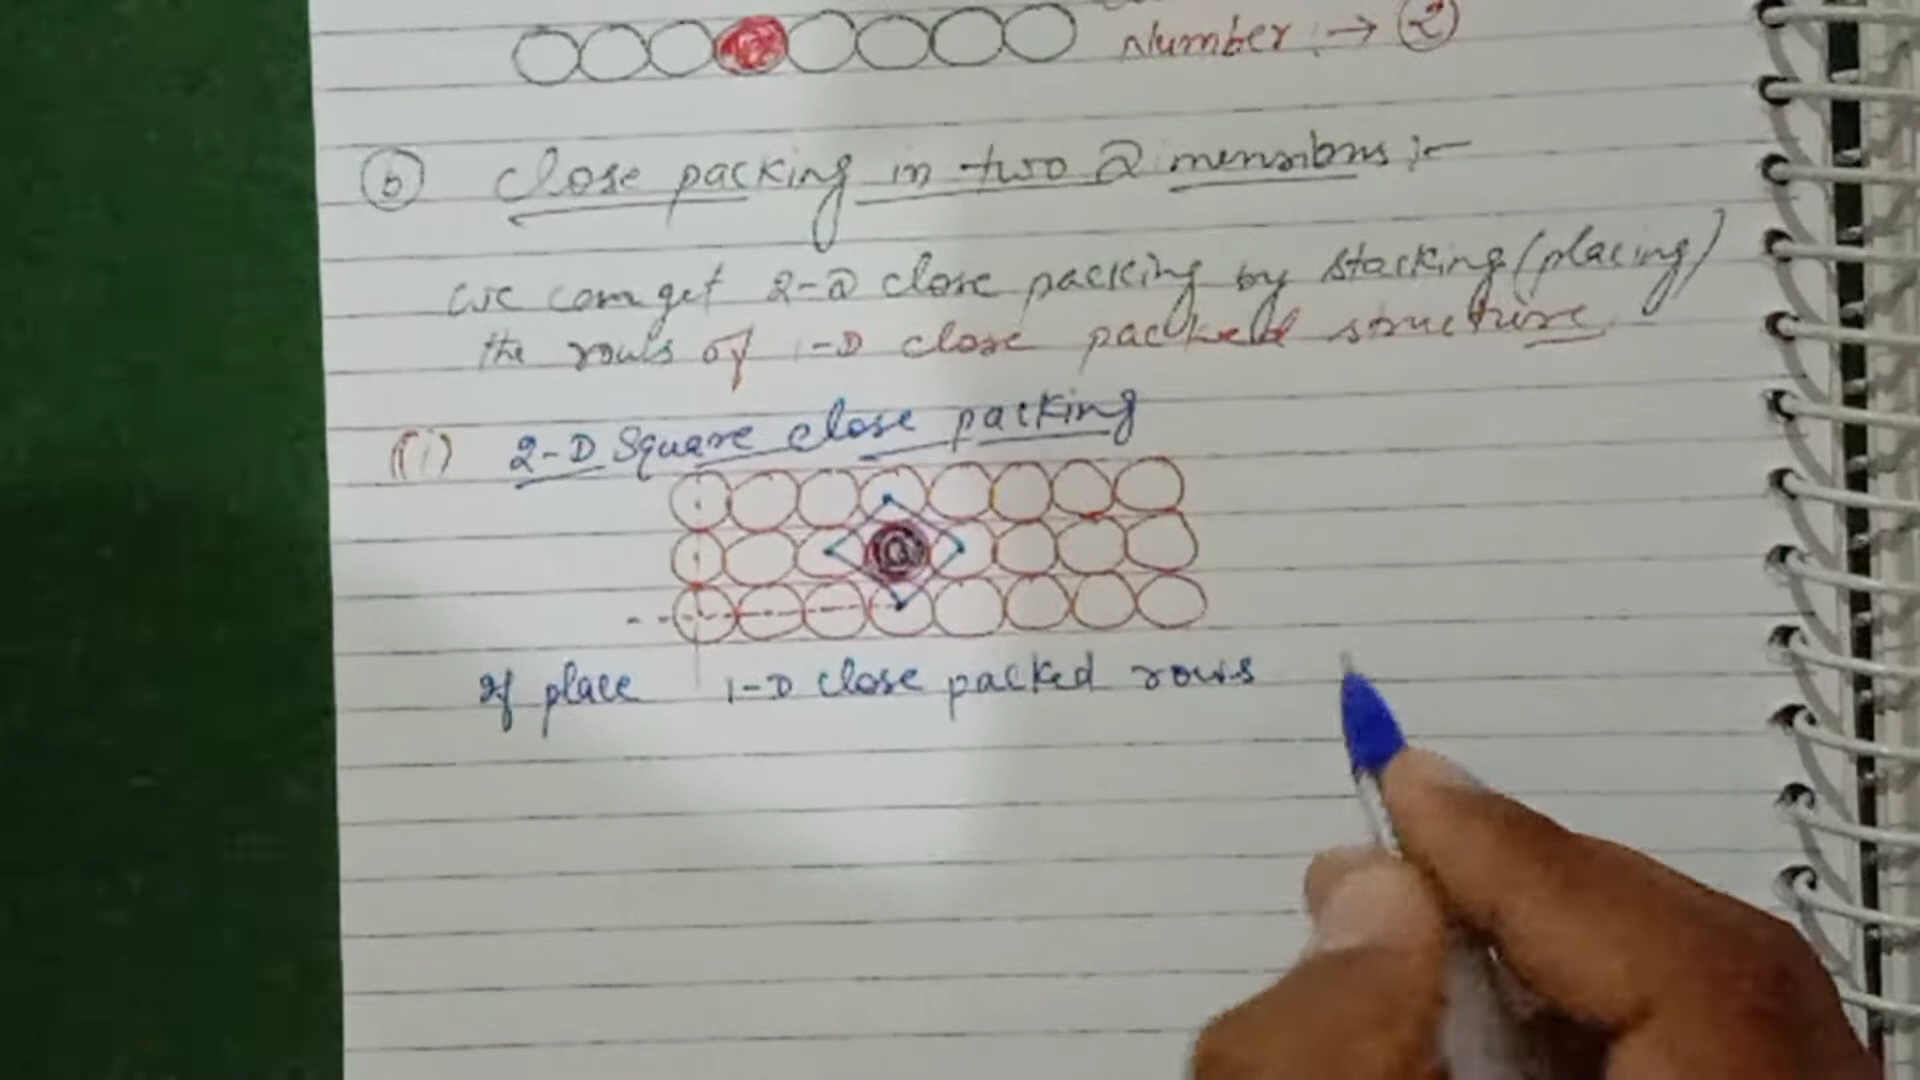 Number :→ 2
(b) Close packing in two Dimensions :-
We can get 2-D close packing by stacking (placing)
the rows of 1-D close packed structure
(i) 2-D Square close packing
If place 1-D close packed rows